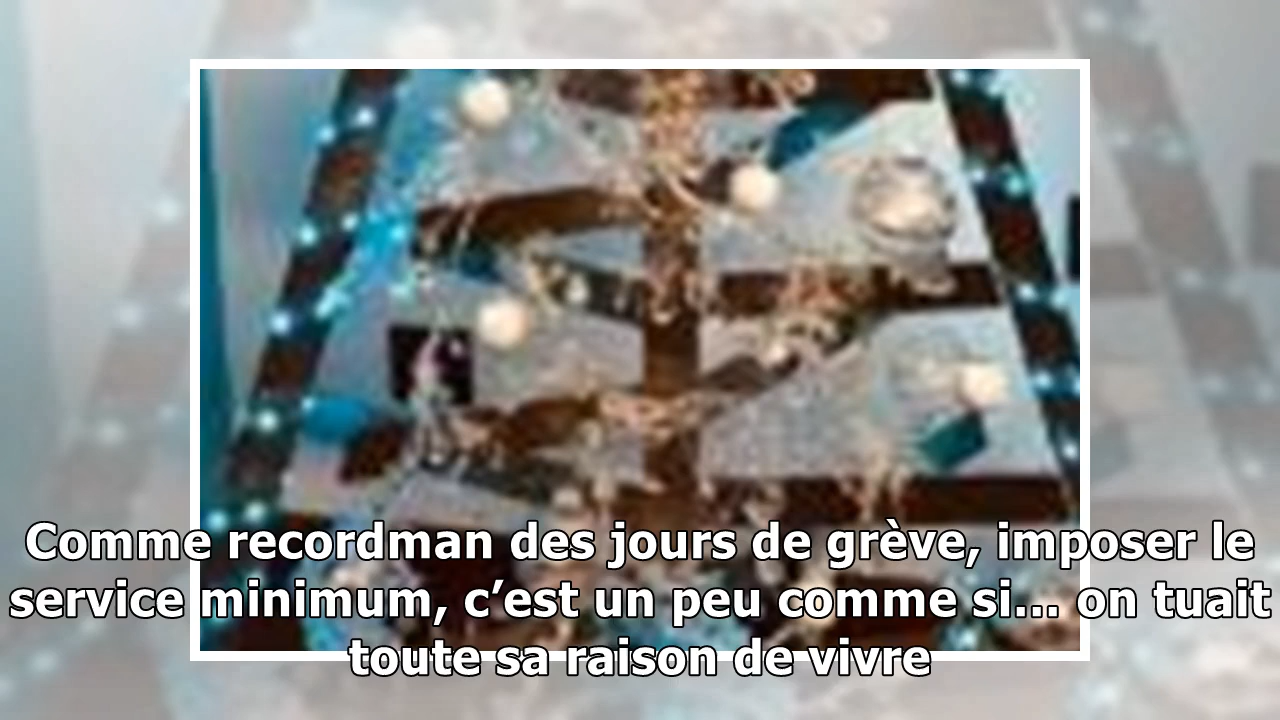 Comme recordman des jours de grève, imposer le
service minimum, c’est un peu comme si... on tuait
toute sa raison de vivre